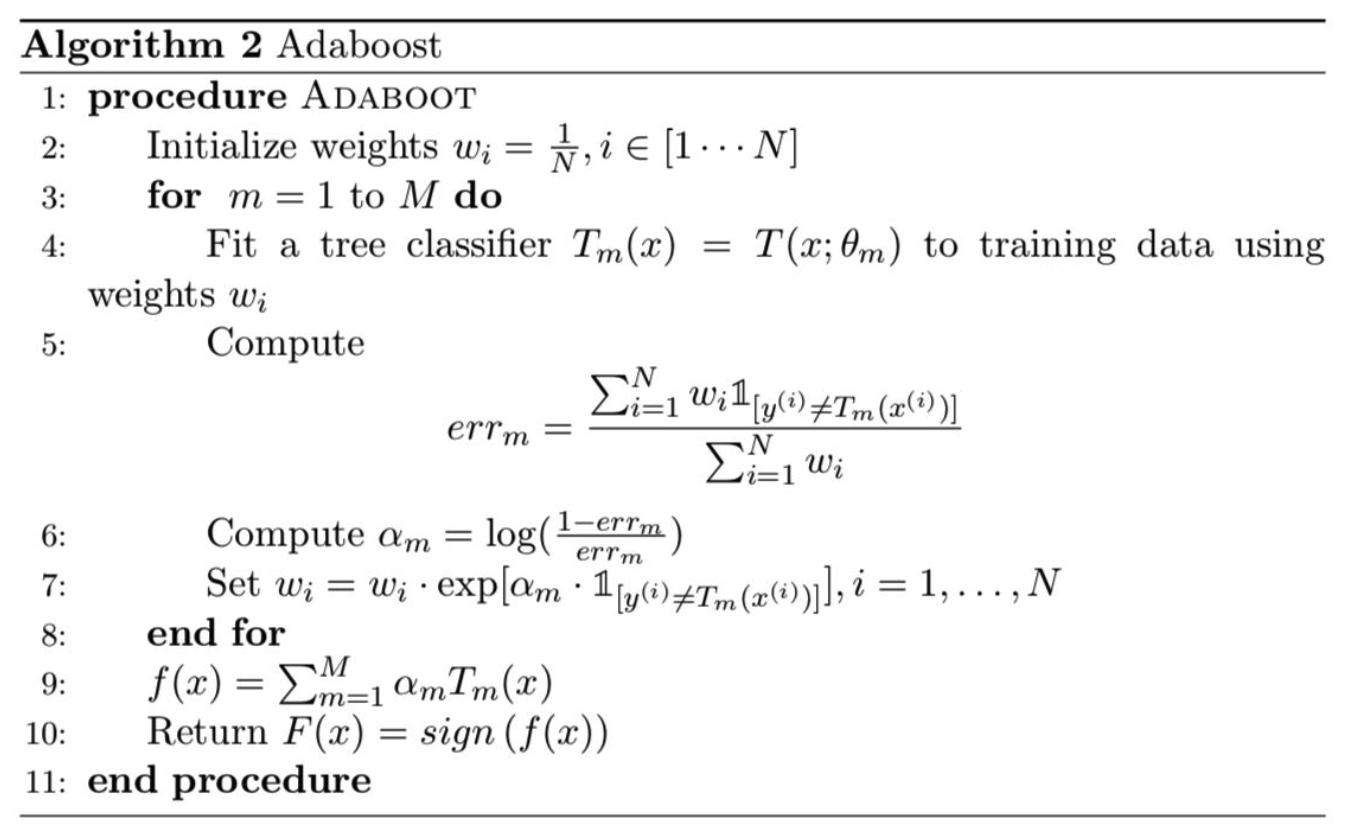 Algorithm 2 Adaboost
1: procedure ADABOOT
2: Initialize weights $w_i = \frac{1}{N}, i \in [1 \cdots N]$
3: for $m = 1$ to $M$ do
4: Fit a tree classifier $T_m(x) = T(x; \theta_m)$ to training data using
weights $w_i$
5: Compute
$err_m = \frac{\sum_{i=1}^{N} w_i \mathbb{1}_{[y^{(i)} \neq T_m(x^{(i)})]}}{\sum_{i=1}^{N} w_i}$
6: Compute $\alpha_m = \log(\frac{1-err_m}{err_m})$
7: Set $w_i = w_i \cdot \exp[\alpha_m \cdot \mathbb{1}_{[y^{(i)} \neq T_m(x^{(i)})]}], i = 1, \ldots, N$
8: end for
9: $f(x) = \sum_{m=1}^{M} \alpha_m T_m(x)$
10: Return $F(x) = sign(f(x))$
11: end procedure